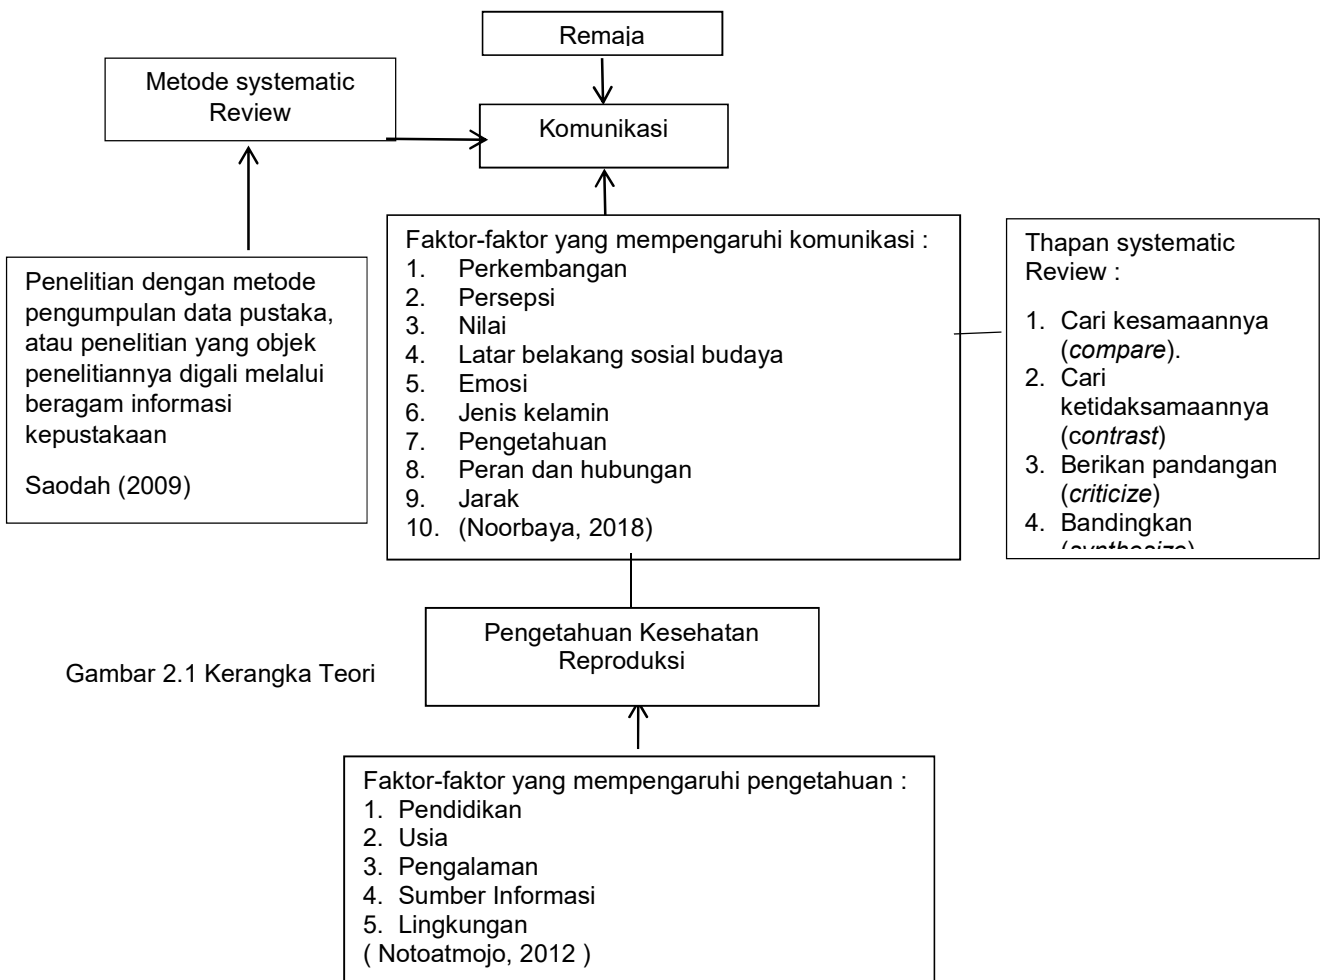 Remaja
Metode systematic
Review
Komunikasi
Faktor-faktor yang mempengaruhi komunikasi :
1. Perkembangan
2. Persepsi
3. Nilai
4. Latar belakang sosial budaya
5. Emosi
6. Jenis kelamin
7. Pengetahuan
8. Peran dan hubungan
9. Jarak
10. (Noorbaya, 2018)
Thapan systematic
Review :
1. Cari kesamaannya
(compare).
2. Cari
ketidaksamaannya
(contrast)
3. Berikan pandangan
(criticize)
4. Bandingkan
(synthesize)
Penelitian dengan metode
pengumpulan data pustaka,
atau penelitian yang objek
penelitiannya digali melalui
beragam informasi
kepustakaan
Saodah (2009)
Pengetahuan Kesehatan
Reproduksi
Gambar 2.1 Kerangka Teori
Faktor-faktor yang mempengaruhi pengetahuan :
1. Pendidikan
2. Usia
3. Pengalaman
4. Sumber Informasi
5. Lingkungan
( Notoatmojo, 2012 )